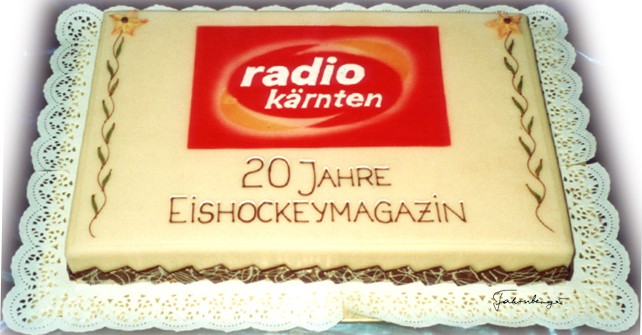 radio
kärnten
20 JAHRE
EISHOCKEYMAGAZIN